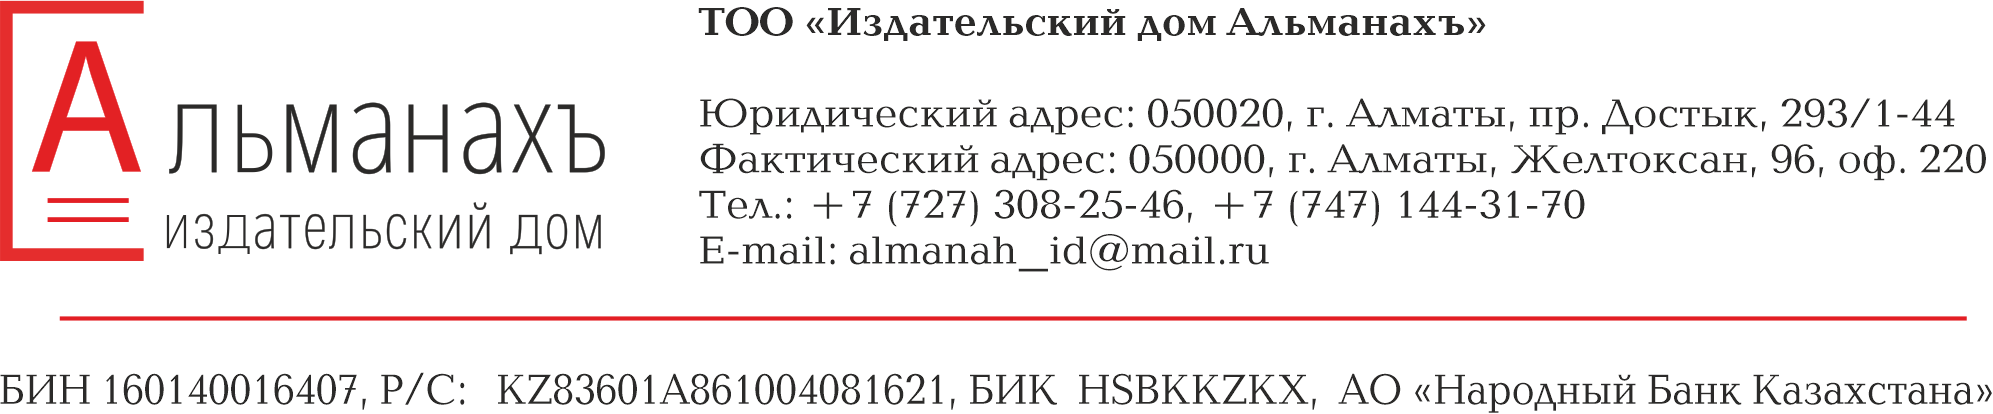 Альманахъ
издательский дом
ТОО «Издательский дом Альманахъ»
Юридический адрес: 050020, г. Алматы, пр. Достык, 293/1-44
Фактический адрес: 050000, г. Алматы, Желтоксан, 96, оф. 220
Тел.: +7 (727) 308-25-46, +7 (747) 144-31-70
E-mail: almanah_id@mail.ru
БИН 160140016407, Р/С: KZ83601A861004081621, БИК HSBKKZKX, АО «Народный Банк Казахстана»